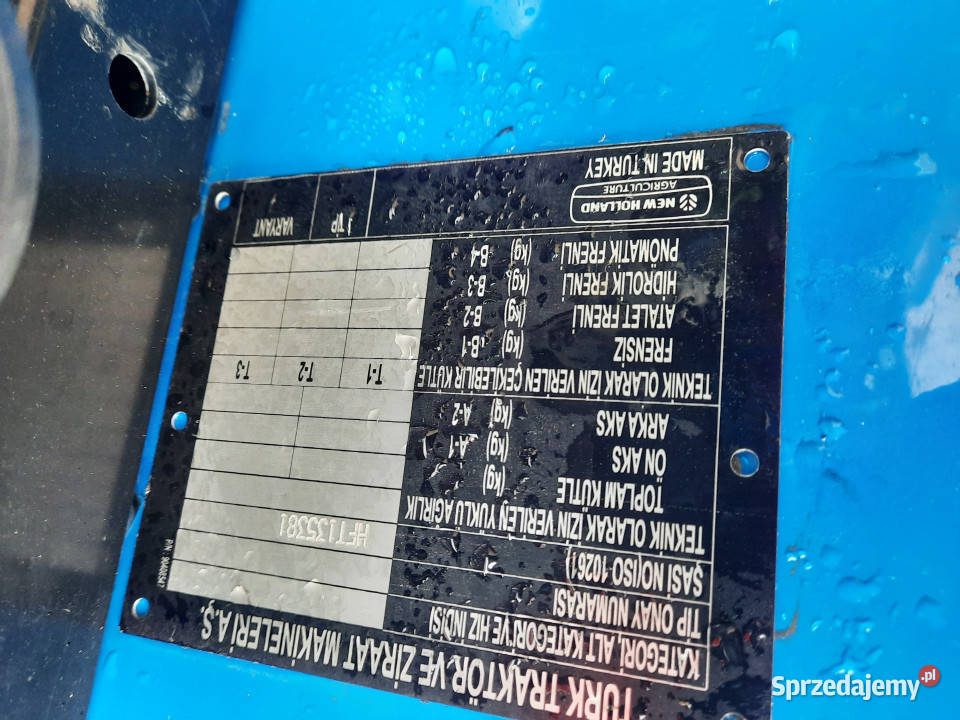 TÜRK TRAKTÖR VE ZİRAAT MAKİNELERİ A.Ş.
KATEGORİ, ALT KATEGORİ VE HIZ İNDİSİ
TİP ONAY NUMARASI
ŞASİ NO(ISO 10261) HFT135381
TEKNİK OLARAK İZİN VERİLEN YÜKLÜ AĞIRLIK
TOPLAM KÜTLE (kg)
ÖN AKS (kg) A-1
ARKA AKS (kg) A-2
TEKNİK OLARAK İZİN VERİLEN ÇEKİLEBİLİR KÜTLE T-1 T-2 T-3
FRENSİZ (kg) B-1
ATALET FRENLİ (kg) B-2
HİDROLİK FRENLİ (kg) B-3
PNÖMATİK FRENLİ (kg) B-4
NEW HOLLAND
AGRICULTURE
MADE IN TURKEY
TİP
VARYANT
P/N 90408547
Sprzedajemy.pl